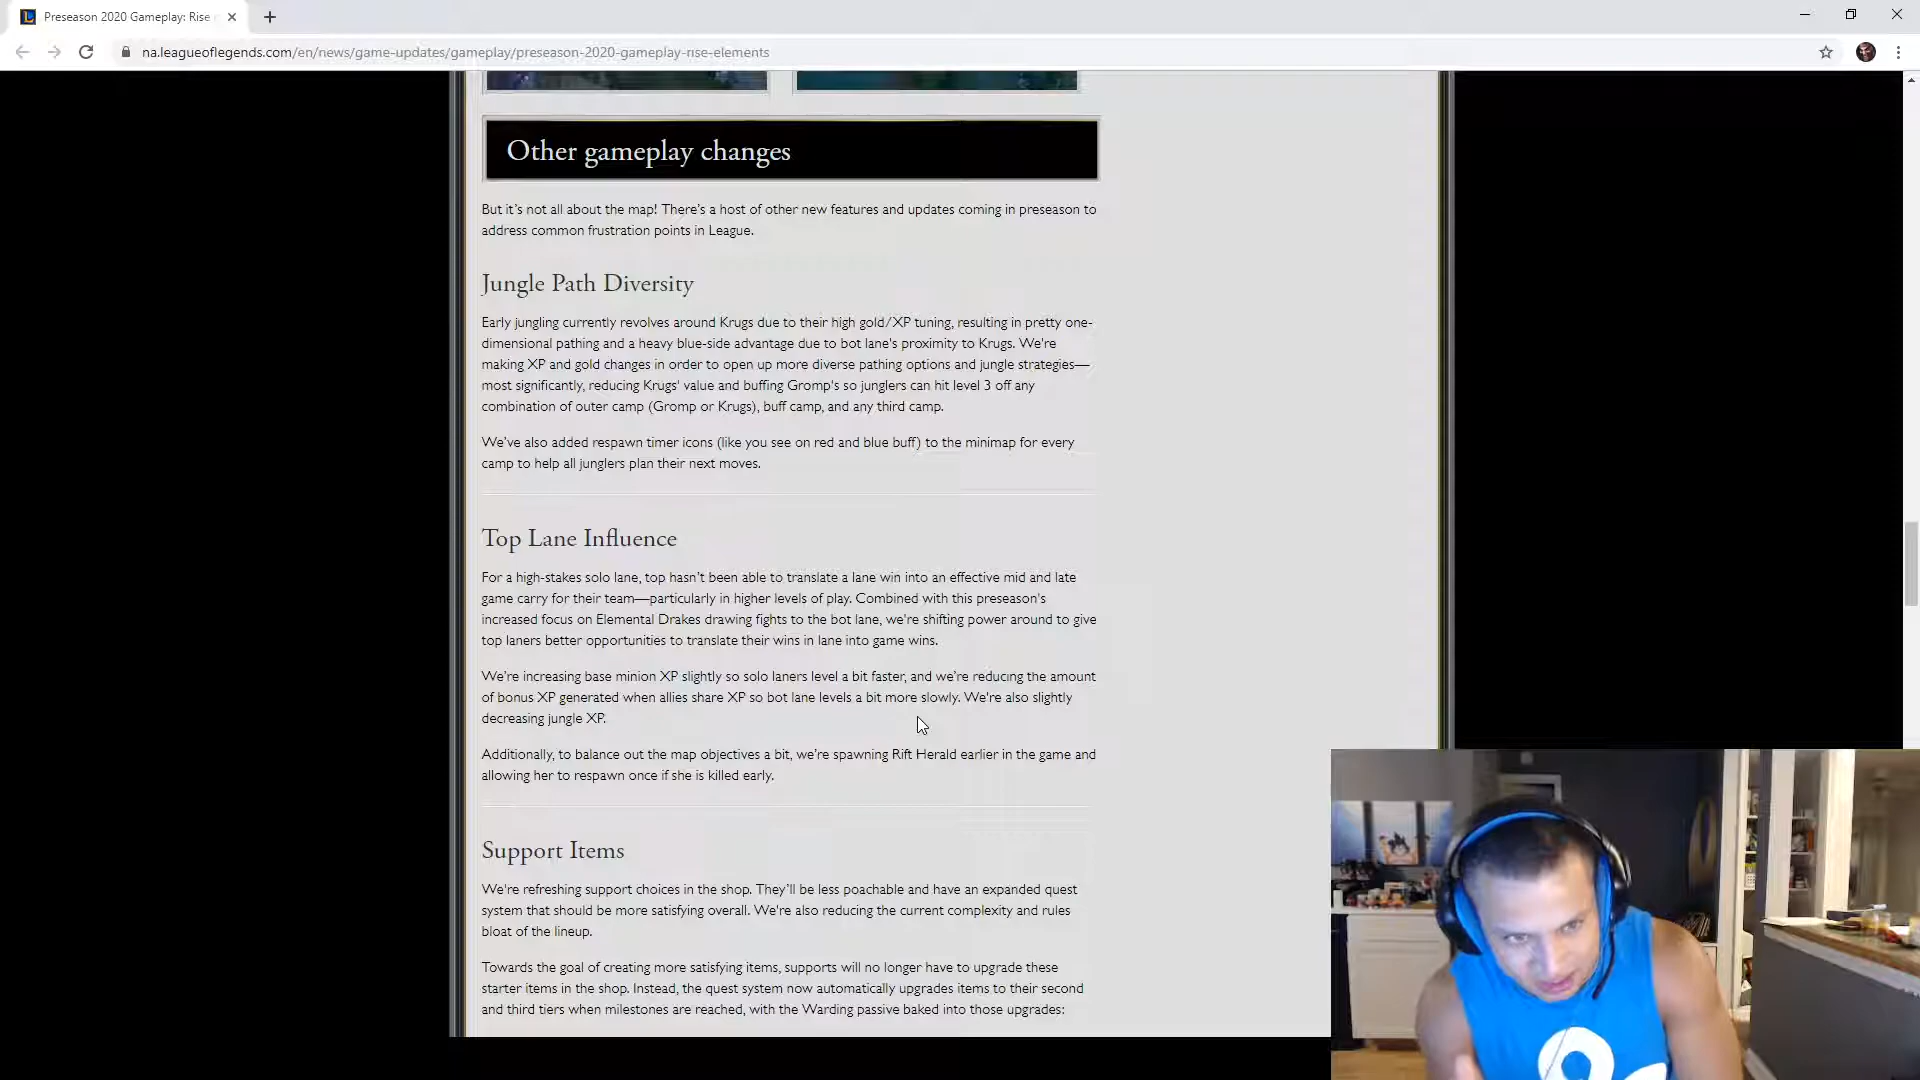 Preseason 2020 Gameplay: Rise
na.leagueoflegends.com/en/news/game-updates/gameplay/preseason-2020-gameplay-rise-elements
Other gameplay changes
But it's not all about the map! There's a host of other new features and updates coming in preseason to
address common frustration points in League.
Jungle Path Diversity
Early jungling currently revolves around Krugs due to their high gold/XP tuning, resulting in pretty one-
dimensional pathing and a heavy blue-side advantage due to bot lane's proximity to Krugs. We're
making XP and gold changes in order to open up more diverse pathing options and jungle strategies—
most significantly, reducing Krugs' value and buffing Gromp's so junglers can hit level 3 off any
combination of outer camp (Gromp or Krugs), buff camp, and any third camp.
We've also added respawn timer icons (like you see on red and blue buff) to the minimap for every
camp to help all junglers plan their next moves.
Top Lane Influence
For a high-stakes solo lane, top hasn't been able to translate a lane win into an effective mid and late
game carry for their team—particularly in higher levels of play. Combined with this preseason's
increased focus on Elemental Drakes drawing fights to the bot lane, we're shifting power around to give
top laners better opportunities to translate their wins in lane into game wins.
We're increasing base minion XP slightly so solo laners level a bit faster, and we're reducing the amount
of bonus XP generated when allies share XP so bot lane levels a bit more slowly. We're also slightly
decreasing jungle XP.
Additionally, to balance out the map objectives a bit, we're spawning Rift Herald earlier in the game and
allowing her to respawn once if she is killed early.
Support Items
We're refreshing support choices in the shop. They'll be less poachable and have an expanded quest
system that should be more satisfying overall. We're also reducing the current complexity and rules
bloat of the lineup.
Towards the goal of creating more satisfying items, supports will no longer have to upgrade these
starter items in the shop. Instead, the quest system now automatically upgrades items to their second
and third tiers when milestones are reached, with the Warding passive baked into those upgrades: